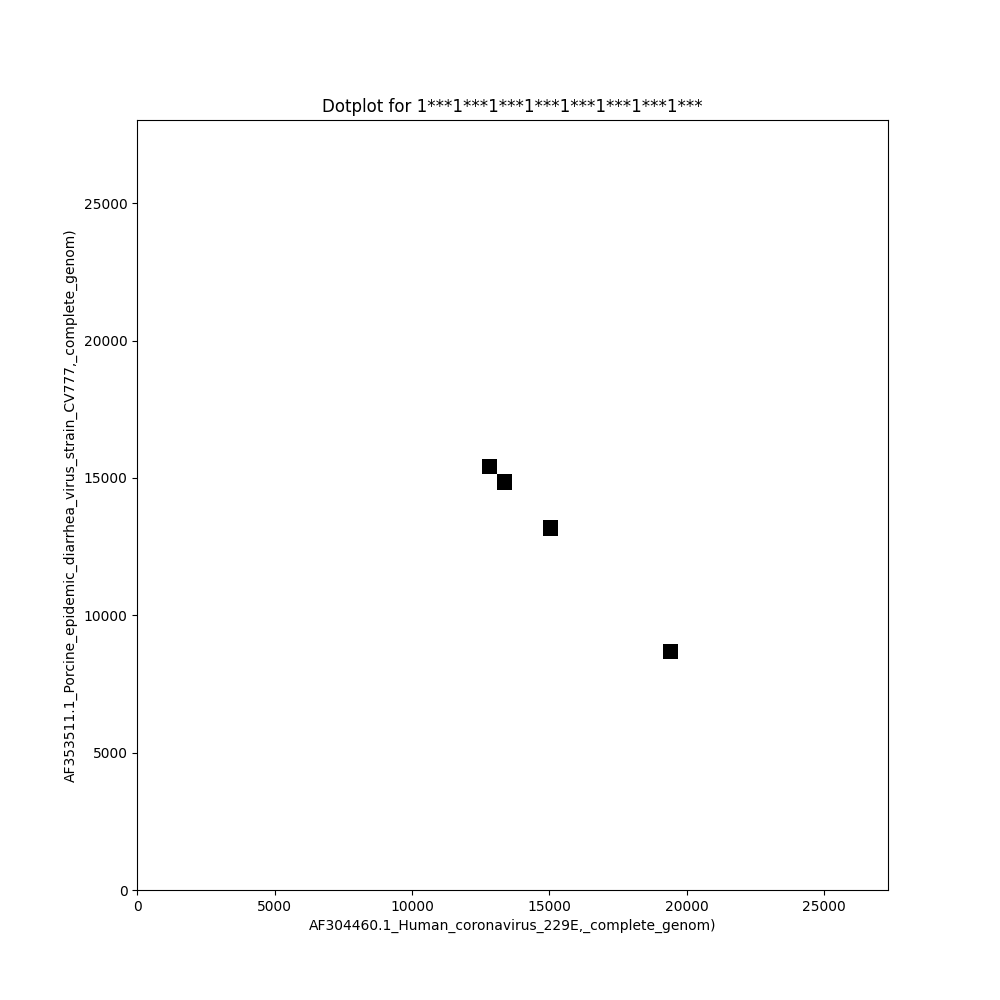 Dotplot for 1***1***1***1***1***1***1***1***
25000
20000
15000
10000
5000
0
AF353511.1_Porcine_epidemic_diarrhea_virus_strain_CV777,_complete_genom)
0 5000 10000 15000 20000 25000
AF304460.1_Human_coronavirus_229E,_complete_genom)